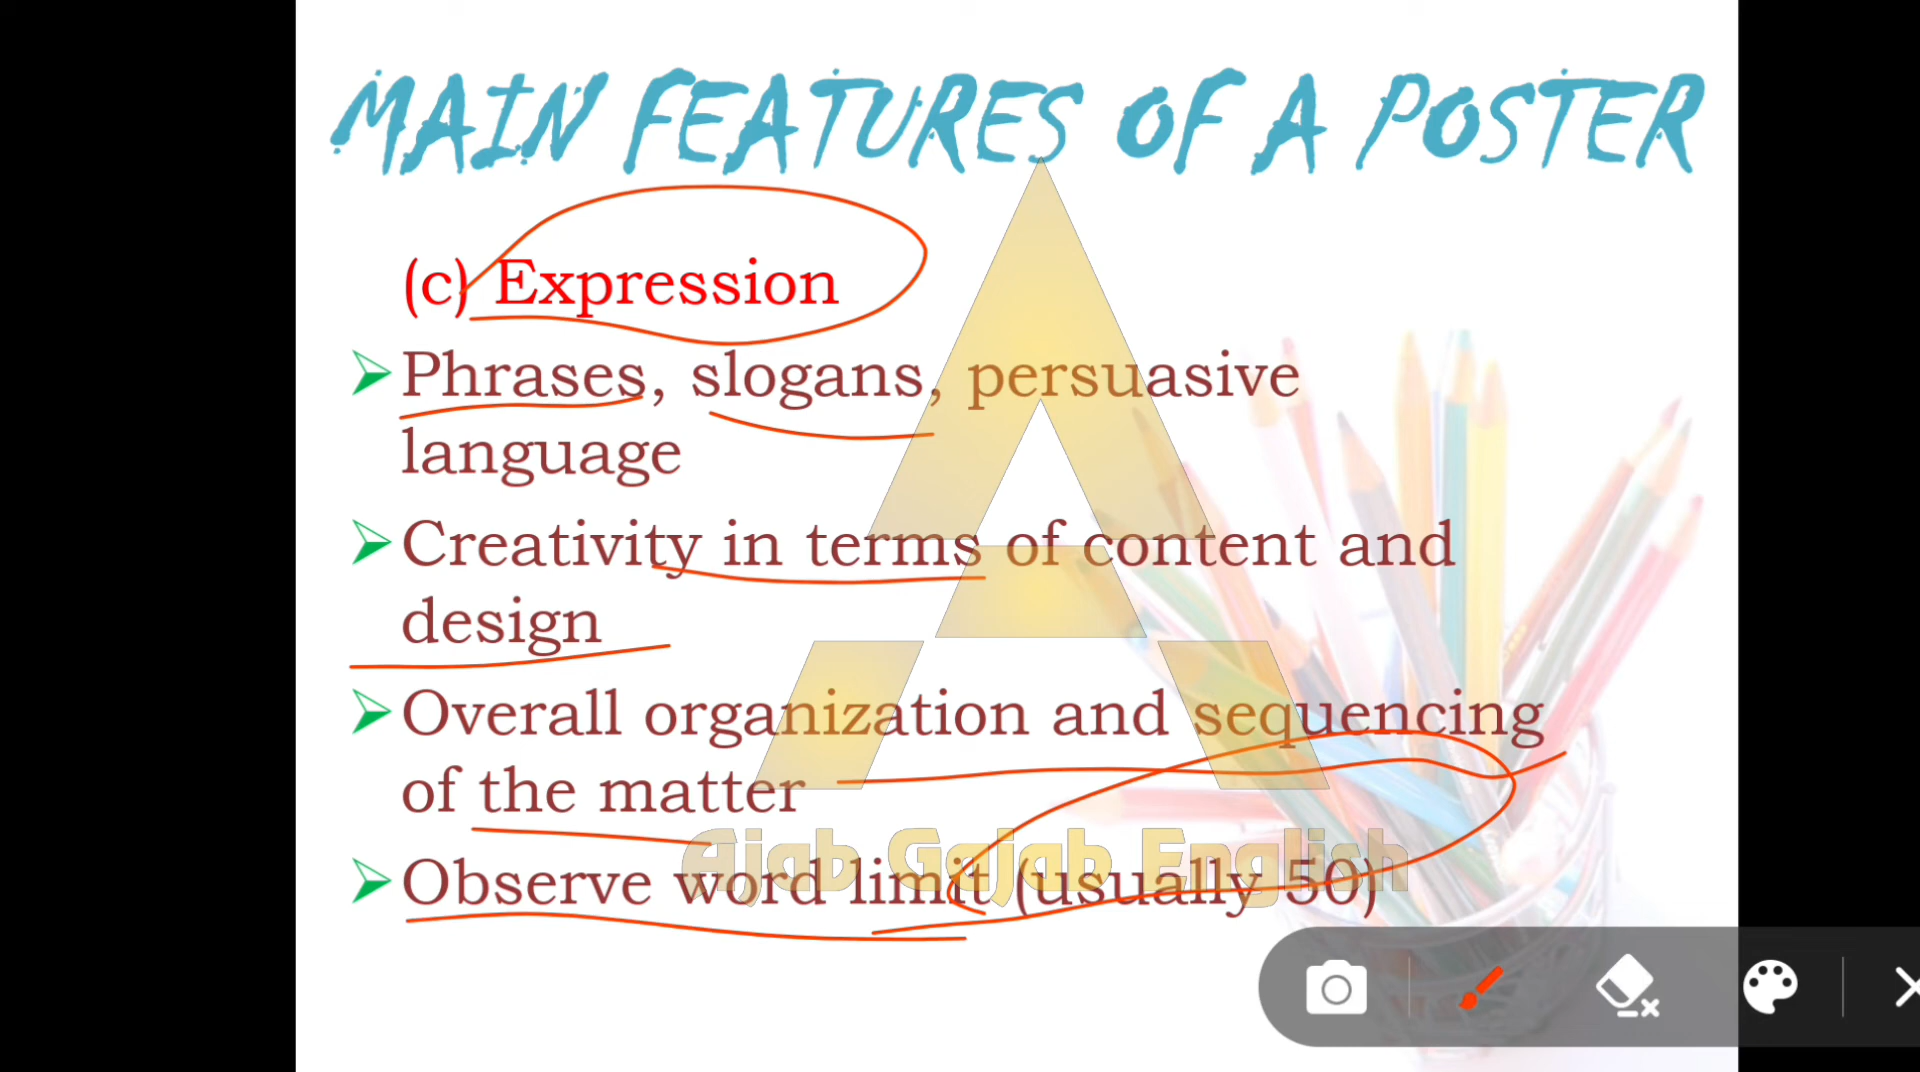 MAIN FEATURES OF A POSTER
(c) Expression
Phrases, slogans, persuasive
language
Creativity in terms of content and
design
Overall organization and sequencing
of the matter
Ajab Gajab English
Observe word limit (usually 50)